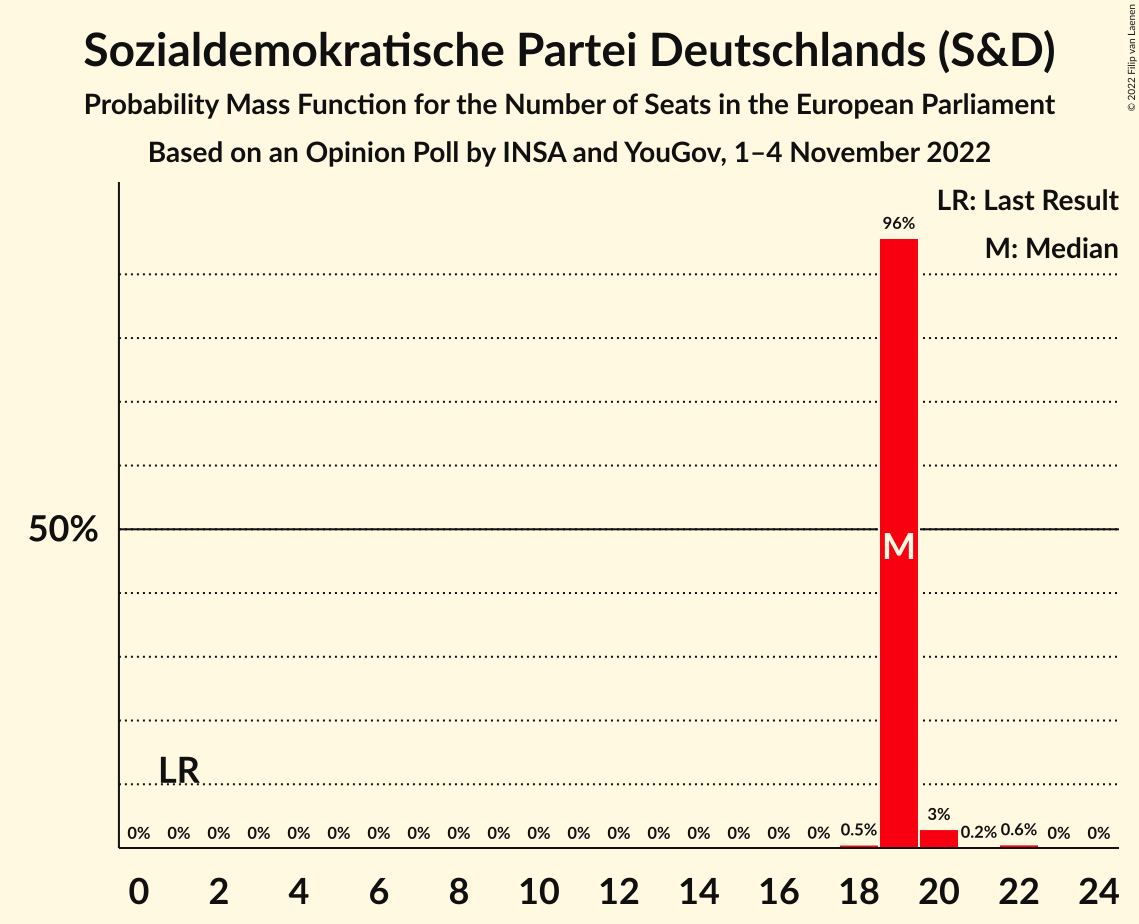 Sozialdemokratische Partei Deutschlands (S&D)
Probability Mass Function for the Number of Seats in the European Parliament
Based on an Opinion Poll by INSA and YouGov, 1–4 November 2022
© 2022 Filip van Laenen
LR: Last Result
M: Median
96%
50%
M
LR
0% 0% 0% 0% 0% 0% 0% 0% 0% 0% 0% 0% 0% 0% 0% 0% 0% 0% 0.5% 3% 0.2% 0.6% 0% 0%
0 2 4 6 8 10 12 14 16 18 20 22 24